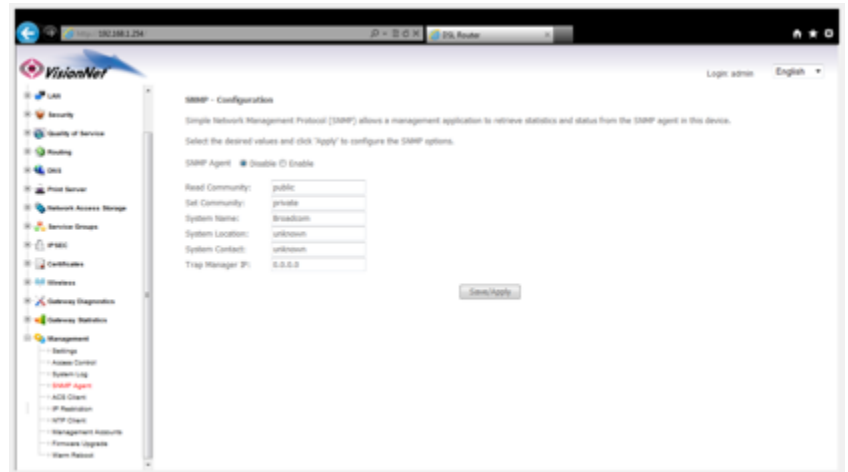 http://192.168.1.254
DSL Router
VisionNet
Login: admin
English
LAN
Security
Quality of Service
Routing
DNS
Print Server
Network Access Storage
Service Groups
IPSEC
Certificates
Wireless
Gateway Diagnostics
Gateway Statistics
Management
Settings
Access Control
System Log
SNMP Agent
ACS Client
IP Restriction
NTP Client
Management Accounts
Firmware Upgrade
Warm Reboot
SNMP - Configuration
Simple Network Management Protocol (SNMP) allows a management application to retrieve statistics and status from the SNMP agent in this device.
Select the desired values and click 'Apply' to configure the SNMP options.
SNMP Agent Disable Enable
Read Community: public
Set Community: private
System Name: Broadcom
System Location: unknown
System Contact: unknown
Trap Manager IP: 0.0.0.0
Save/Apply